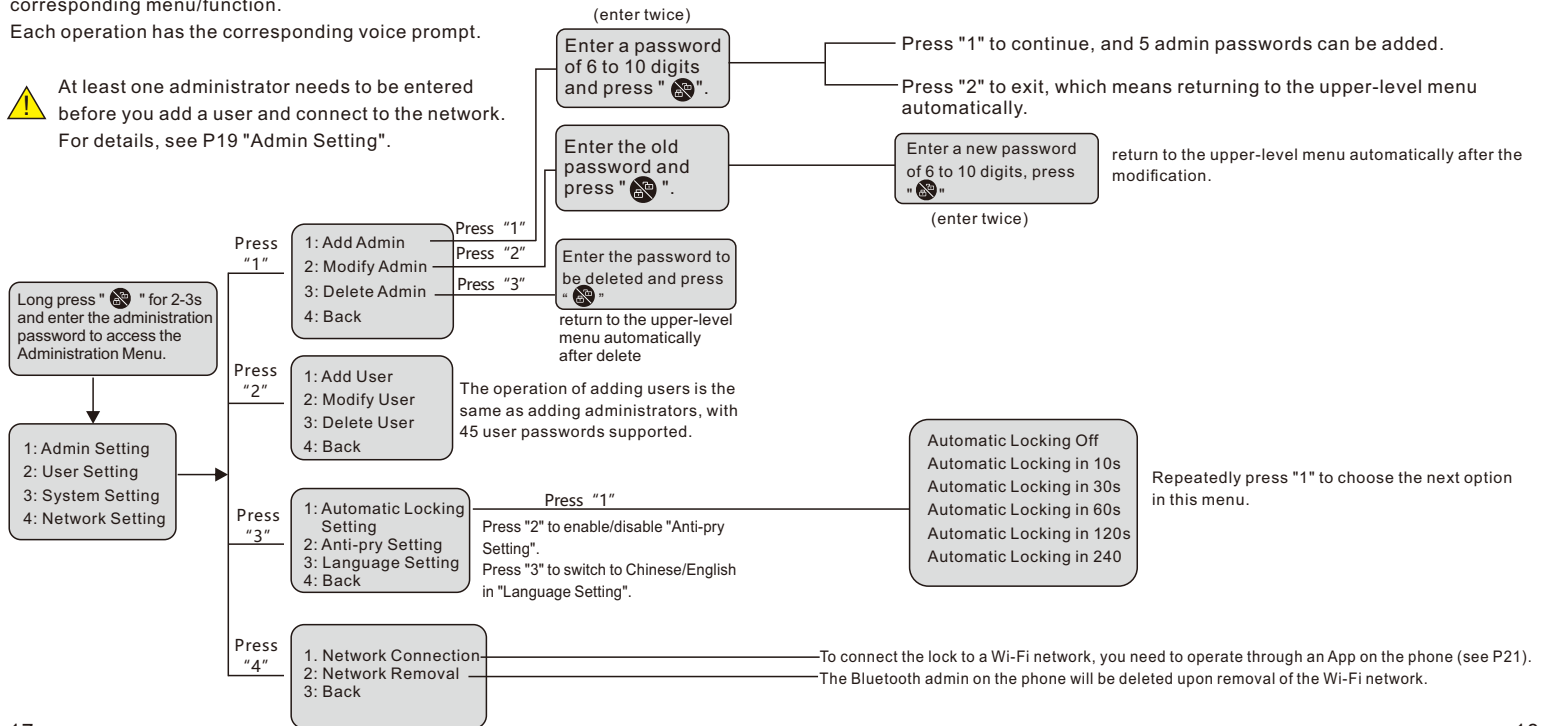 corresponding menu/function.
Each operation has the corresponding voice prompt.
At least one administrator needs to be entered
before you add a user and connect to the network.
For details, see P19 "Admin Setting".
!
(enter twice)
Enter a password
of 6 to 10 digits
and press " ".
Press "1" to continue, and 5 admin passwords can be added.
Press "2" to exit, which means returning to the upper-level menu
automatically.
Enter the old
password and
press " ".
Enter a new password
of 6 to 10 digits, press
" "
(enter twice)
return to the upper-level menu automatically after the
modification.
Press
“1”
1: Add Admin
2: Modify Admin
3: Delete Admin
4: Back
Press “1”
Press “2”
Press “3”
Enter the password to
be deleted and press
“ ”
return to the upper-level
menu automatically
after delete
Long press " " for 2-3s
and enter the administration
password to access the
Administration Menu.
1: Admin Setting
2: User Setting
3: System Setting
4: Network Setting
Press
“2”
1: Add User
2: Modify User
3: Delete User
4: Back
The operation of adding users is the
same as adding administrators, with
45 user passwords supported.
Press
“3”
1: Automatic Locking
Setting
2: Anti-pry Setting
3: Language Setting
4: Back
Press “1”
Press "2" to enable/disable "Anti-pry
Setting".
Press "3" to switch to Chinese/English
in "Language Setting".
Automatic Locking Off
Automatic Locking in 10s
Automatic Locking in 30s
Automatic Locking in 60s
Automatic Locking in 120s
Automatic Locking in 240
Repeatedly press "1" to choose the next option
in this menu.
Press
“4”
1. Network Connection
2: Network Removal
3: Back
To connect the lock to a Wi-Fi network, you need to operate through an App on the phone (see P21).
The Bluetooth admin on the phone will be deleted upon removal of the Wi-Fi network.